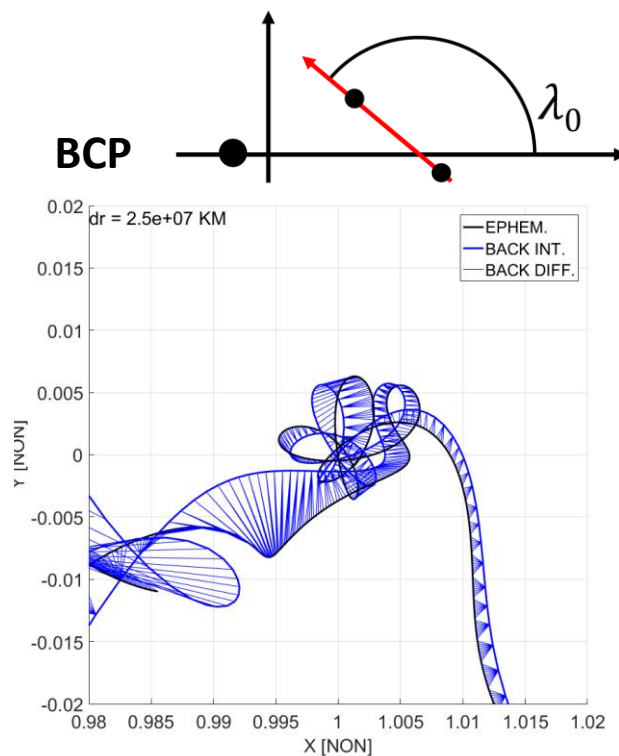 λ₀
BCP
dr = 2.5e+07 KM
EPHEM.
BACK INT.
BACK DIFF.
0.02
0.015
0.01
0.005
0
-0.005
-0.01
-0.015
-0.02
Y [NON]
0.98 0.985 0.99 0.995 1 1.005 1.01 1.015 1.02
X [NON]